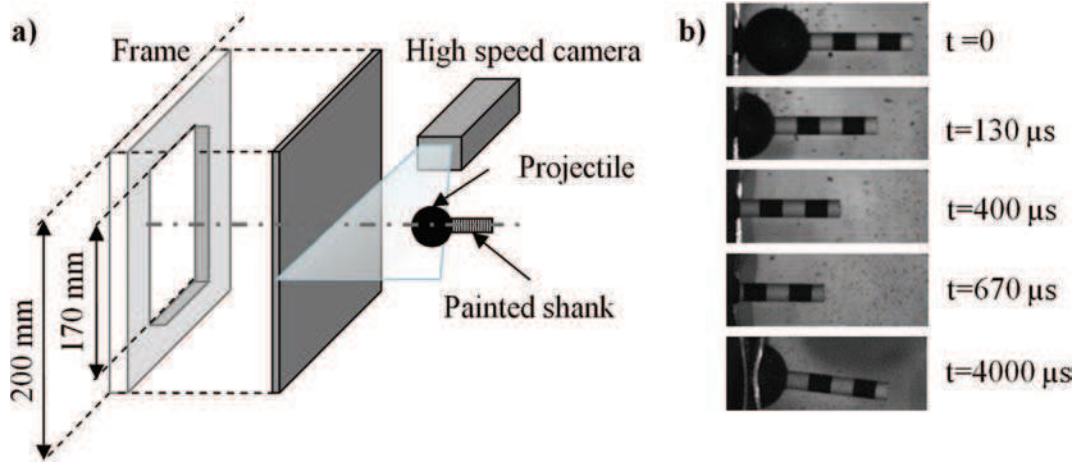 a)
Frame
High speed camera
Projectile
Painted shank
170 mm
200 mm
b)
t =0
t=130 µs
t=400 µs
t=670 µs
t=4000 µs